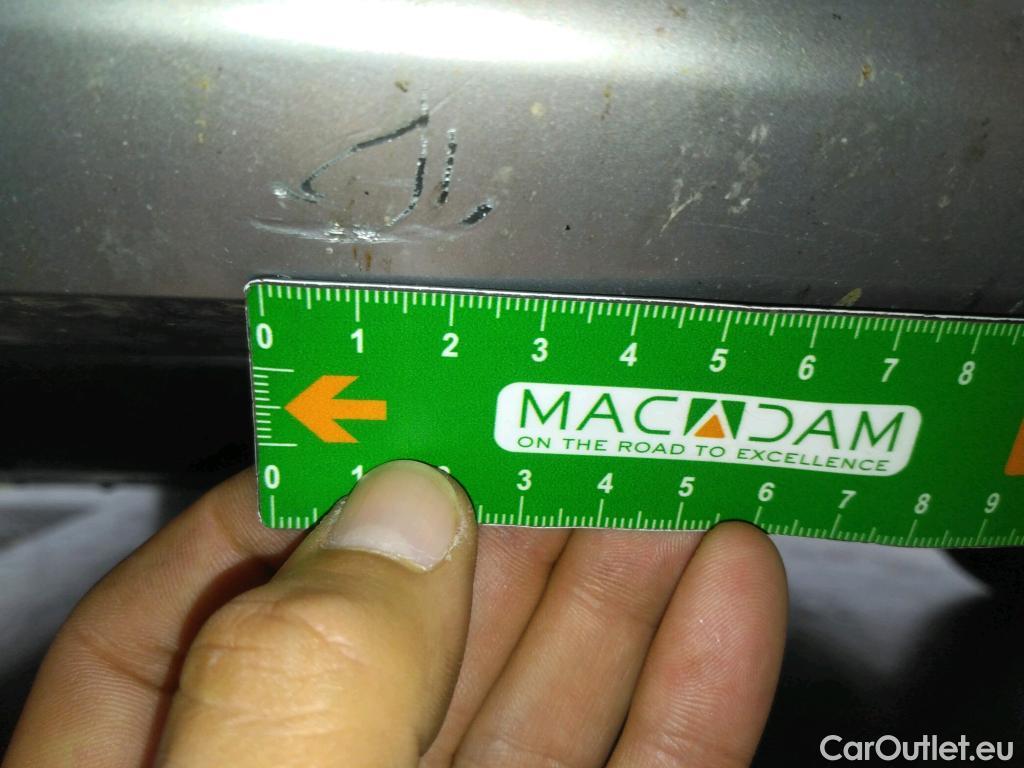 0 1 2 3 4 5 6 7 8
MACADAM
ON THE ROAD TO EXCELLENCE
0 1 2 3 4 5 6 7 8 9
CarOutlet.eu